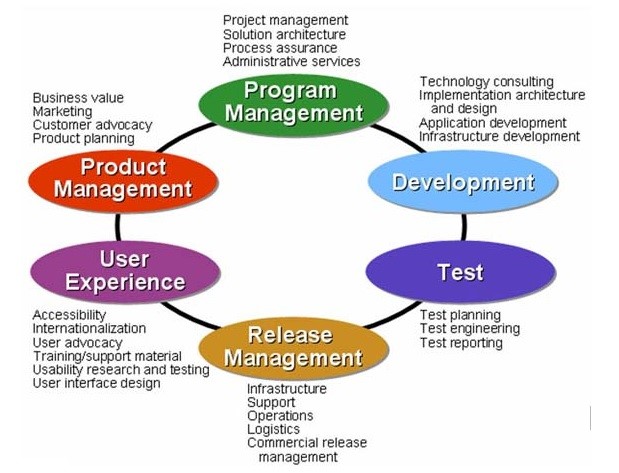 Project management
Solution architecture
Process assurance
Administrative services
Program
Management
Technology consulting
Implementation architecture
and design
Application development
Infrastructure development
Development
Business value
Marketing
Customer advocacy
Product planning
Product
Management
User
Experience
Accessibility
Internationalization
User advocacy
Training/support material
Usability research and testing
User interface design
Test
Test planning
Test engineering
Test reporting
Release
Management
Infrastructure
Support
Operations
Logistics
Commercial release
management